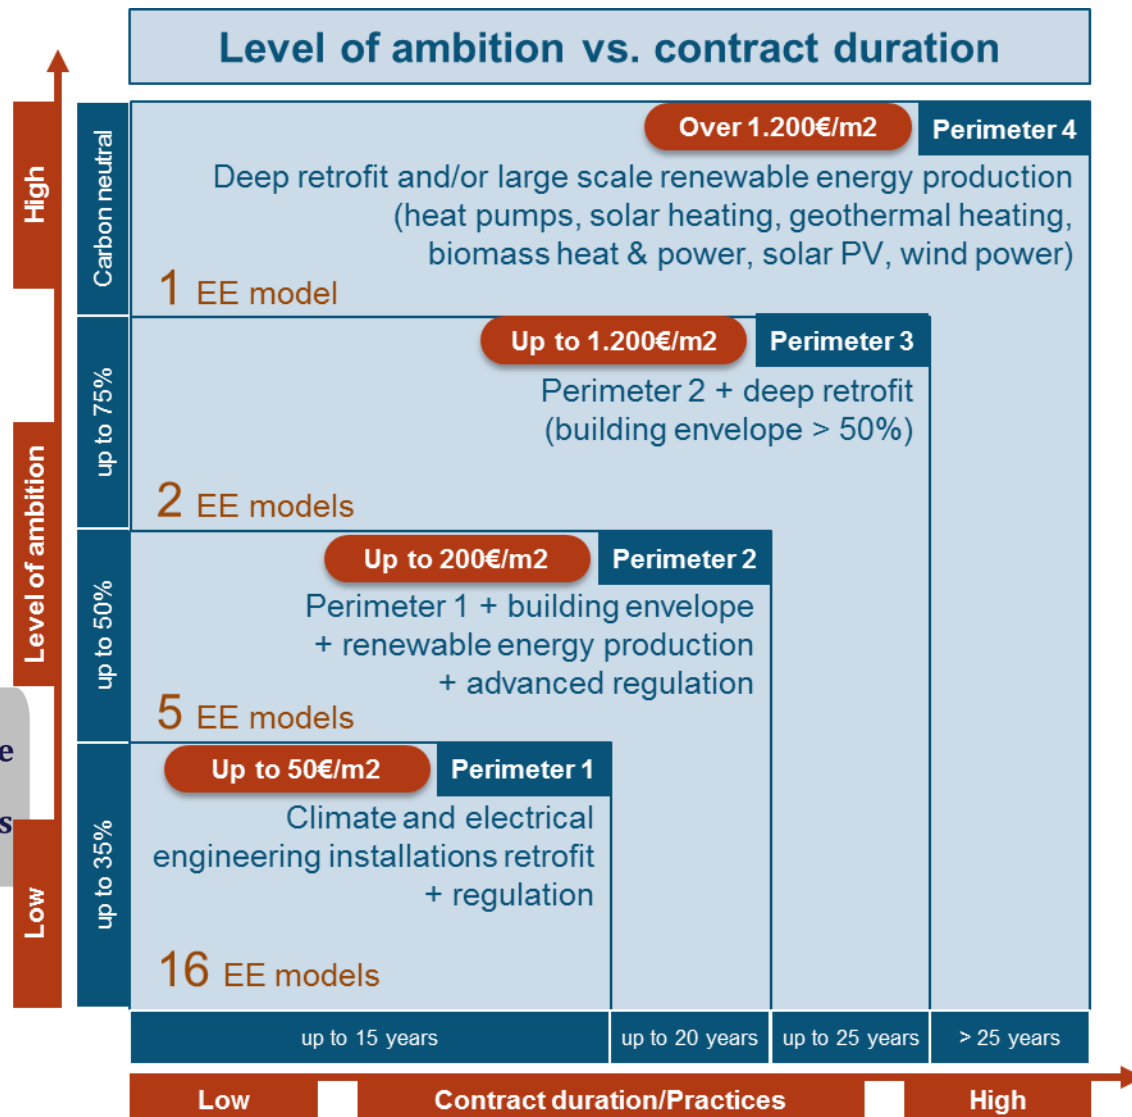 Level of ambition vs. contract duration
High
Level of ambition
Low
Carbon neutral
up to 75%
up to 50%
up to 35%
Over 1.200€/m2
Perimeter 4
Deep retrofit and/or large scale renewable energy production
(heat pumps, solar heating, geothermal heating,
biomass heat & power, solar PV, wind power)
1 EE model
Up to 1.200€/m2
Perimeter 3
Perimeter 2 + deep retrofit
(building envelope > 50%)
2 EE models
Up to 200€/m2
Perimeter 2
Perimeter 1 + building envelope
+ renewable energy production
+ advanced regulation
5 EE models
Up to 50€/m2
Perimeter 1
Climate and electrical
engineering installations retrofit
+ regulation
16 EE models
up to 15 years
up to 20 years
up to 25 years
> 25 years
Low
Contract duration/Practices
High